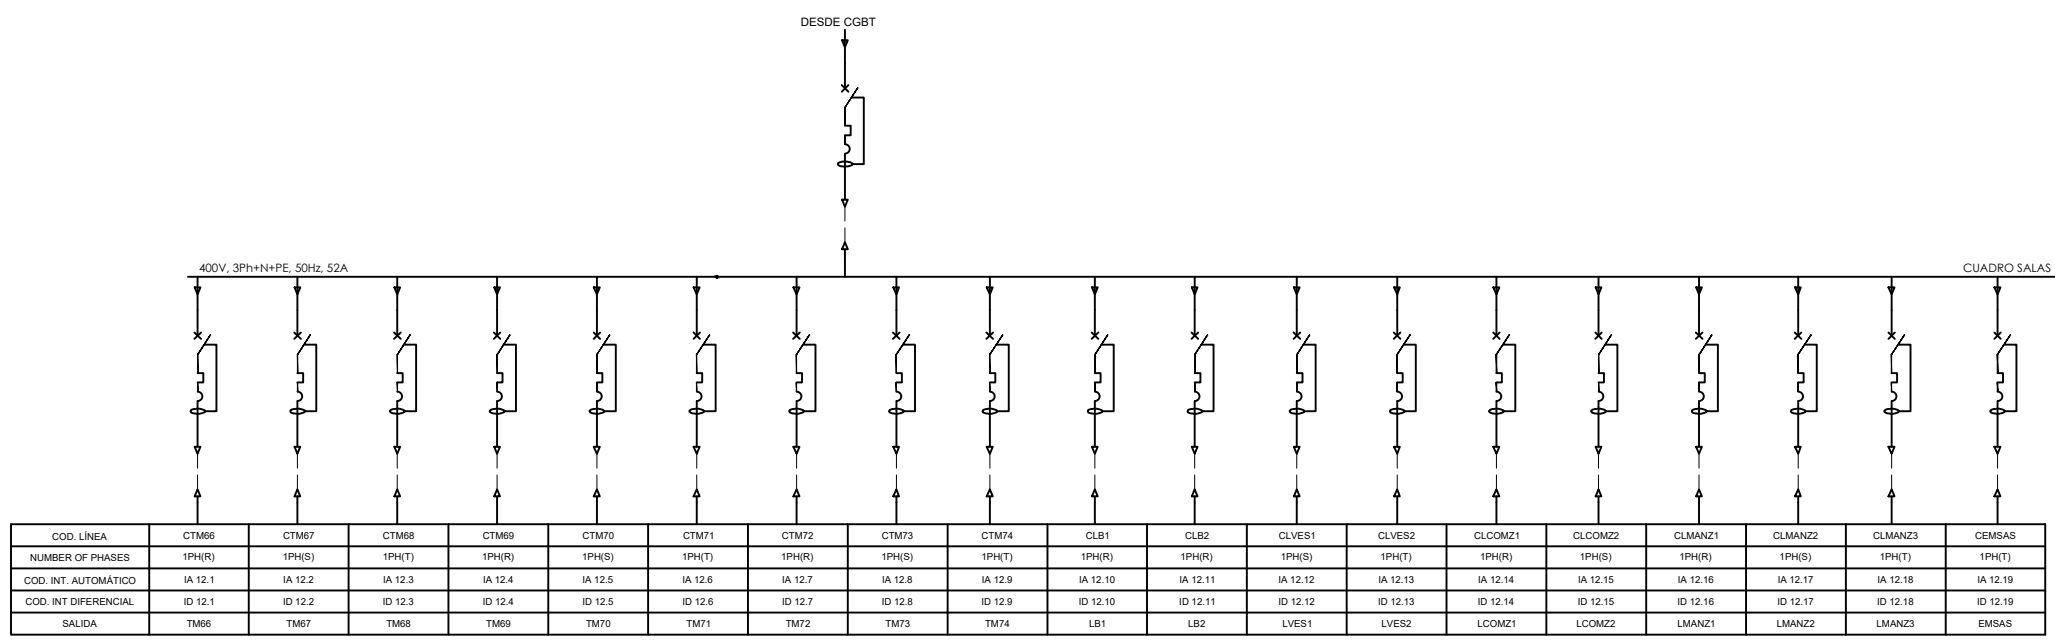 DESDE CGBT
400V, 3Ph+N+PE, 50Hz, 52A
CUADRO SALAS
COD. LÍNEA CTM66 CTM67 CTM68 CTM69 CTM70 CTM71 CTM72 CTM73 CTM74 CLB1 CLB2 CLVES1 CLVES2 CLCOMZ1 CLCOMZ2 CLMANZ1 CLMANZ2 CLMANZ3 CEMSAS
NUMBER OF PHASES 1PH(R) 1PH(S) 1PH(T) 1PH(R) 1PH(S) 1PH(T) 1PH(R) 1PH(S) 1PH(T) 1PH(R) 1PH(R) 1PH(S) 1PH(T) 1PH(R) 1PH(S) 1PH(R) 1PH(S) 1PH(T) 1PH(T)
COD. INT. AUTOMÁTICO IA 12.1 IA 12.2 IA 12.3 IA 12.4 IA 12.5 IA 12.6 IA 12.7 IA 12.8 IA 12.9 IA 12.10 IA 12.11 IA 12.12 IA 12.13 IA 12.14 IA 12.15 IA 12.16 IA 12.17 IA 12.18 IA 12.19
COD. INT DIFERENCIAL ID 12.1 ID 12.2 ID 12.3 ID 12.4 ID 12.5 ID 12.6 ID 12.7 ID 12.8 ID 12.9 ID 12.10 ID 12.11 ID 12.12 ID 12.13 ID 12.14 ID 12.15 ID 12.16 ID 12.17 ID 12.18 ID 12.19
SALIDA TM66 TM67 TM68 TM69 TM70 TM71 TM72 TM73 TM74 LB1 LB2 LVES1 LVES2 LCOMZ1 LCOMZ2 LMANZ1 LMANZ2 LMANZ3 EMSAS